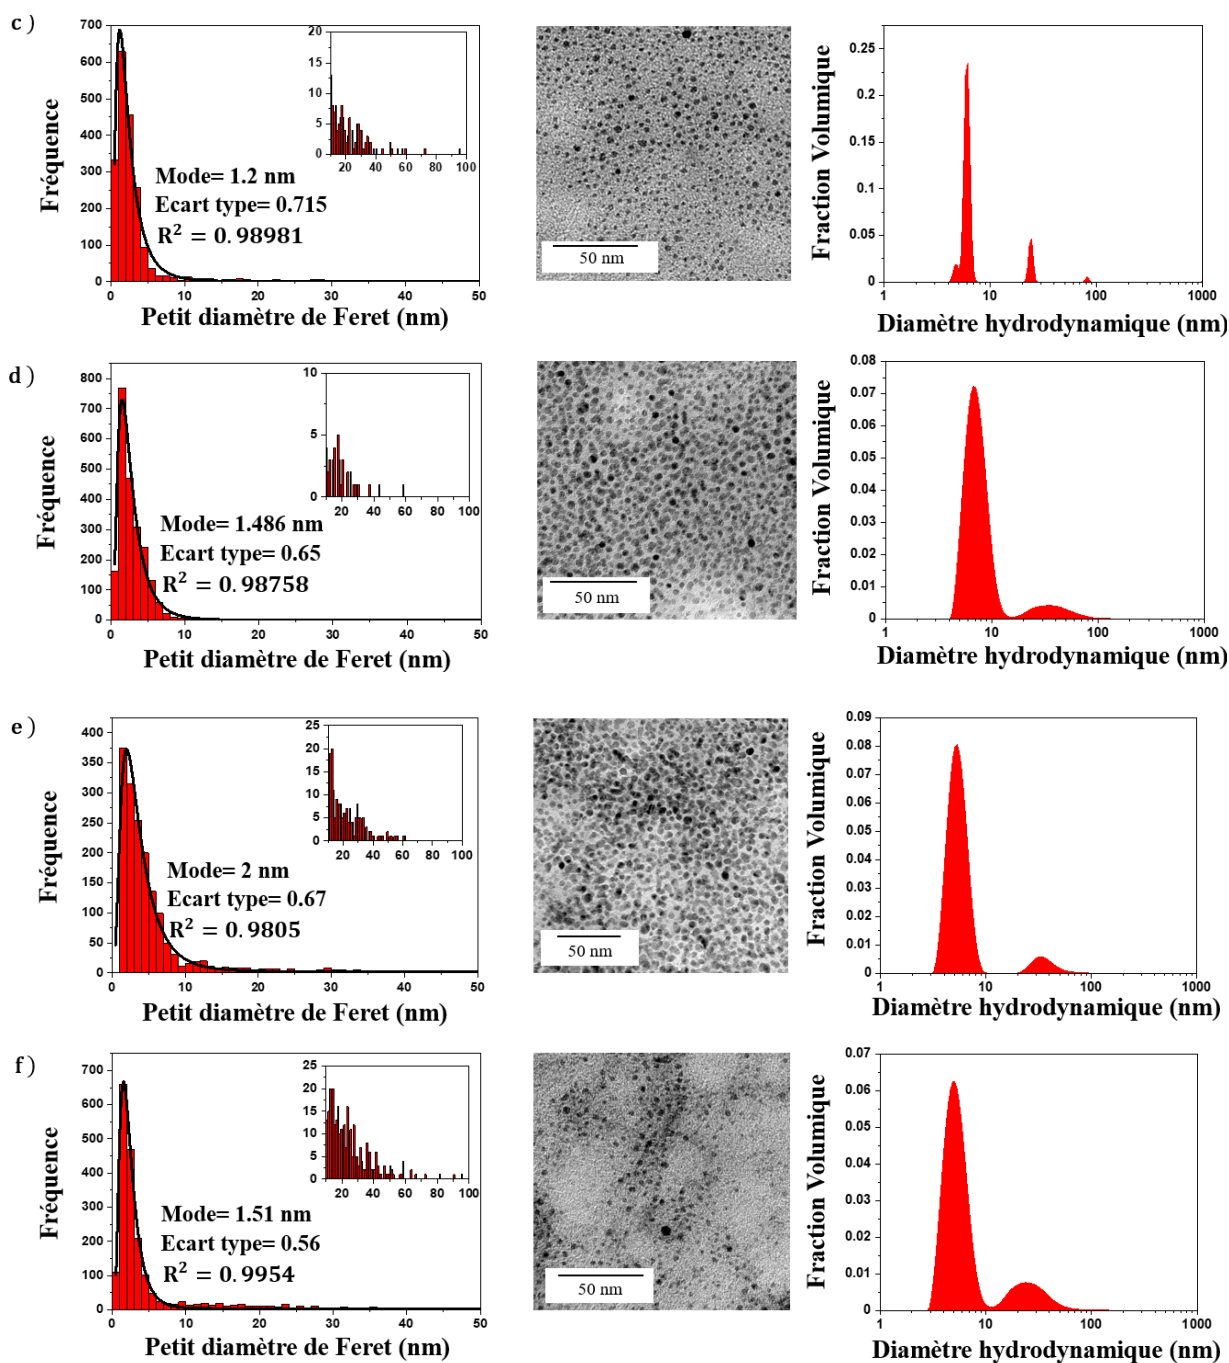 c )
700
600
500
400
300
200
100
0
0 10 20 30 40 50
Fréquence
Petit diamètre de Feret (nm)
Mode= 1.2 nm
Ecart type= 0.715
R² = 0.98981
20
15
10
5
0
20 40 60 80 100
50 nm
0.25
0.2
0.15
0.1
0.05
0
1 10 100 1000
Fraction Volumique
Diamètre hydrodynamique (nm)
d )
800
700
600
500
400
300
200
100
0
0 10 20 30 40 50
Fréquence
Petit diamètre de Feret (nm)
Mode= 1.486 nm
Ecart type= 0.65
R² = 0.98758
10
5
0
20 40 60 80 100
50 nm
0.08
0.07
0.06
0.05
0.04
0.03
0.02
0.01
0
1 10 100 1000
Fraction Volumique
Diamètre hydrodynamique (nm)
e )
400
350
300
250
200
150
100
50
0
0 10 20 30 40 50
Fréquence
Petit diamètre de Feret (nm)
Mode= 2 nm
Ecart type= 0.67
R² = 0.9805
25
20
15
10
5
0
20 40 60 80 100
50 nm
0.09
0.08
0.07
0.06
0.05
0.04
0.03
0.02
0.01
0
1 10 100 1000
Fraction Volumique
Diamètre hydrodynamique (nm)
f )
700
600
500
400
300
200
100
0
0 10 20 30 40 50
Fréquence
Petit diamètre de Feret (nm)
Mode= 1.51 nm
Ecart type= 0.56
R² = 0.9954
25
20
15
10
5
0
20 40 60 80 100
50 nm
0.07
0.06
0.05
0.04
0.03
0.02
0.01
0
1 10 100 1000
Fraction Volumique
Diamètre hydrodynamique (nm)